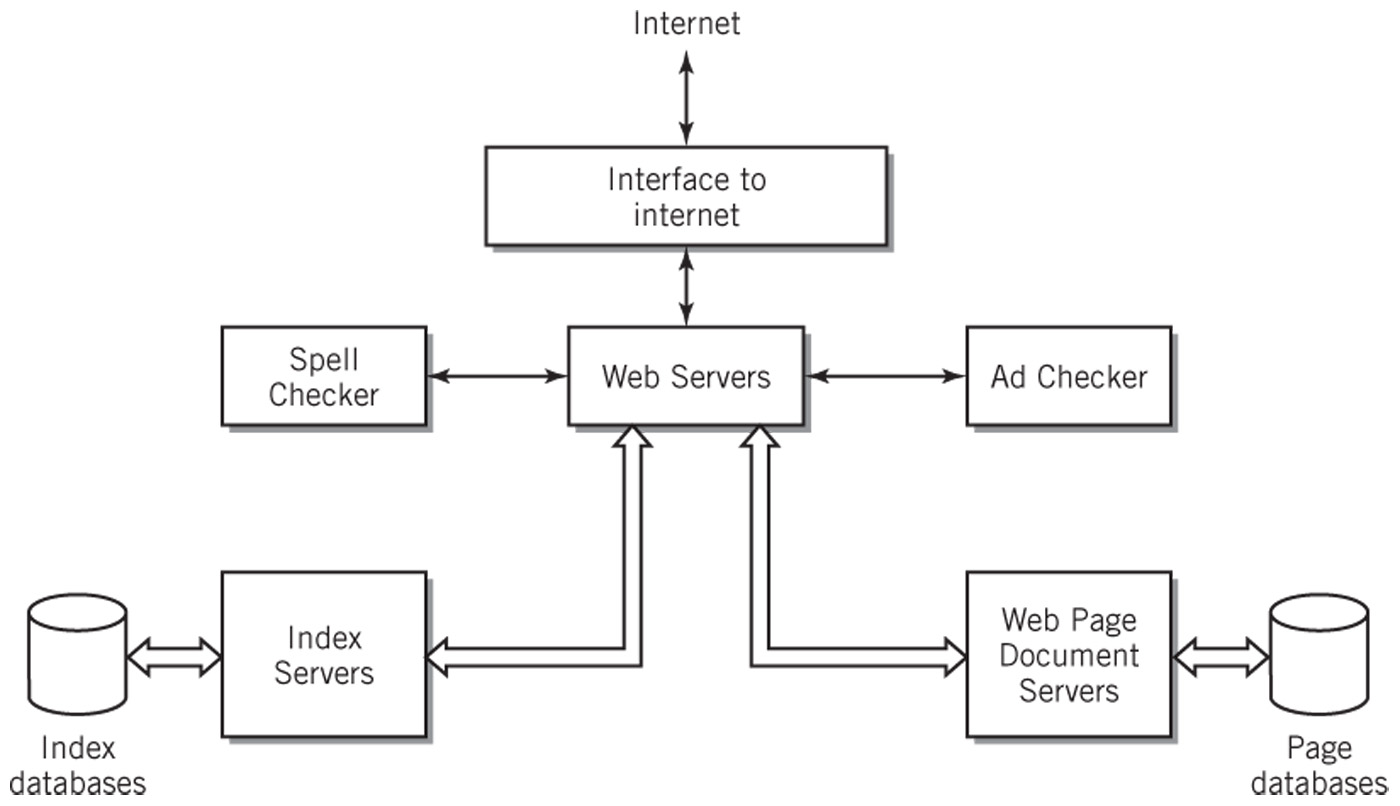 Internet
Interface to
internet
Spell
Checker
Web Servers
Ad Checker
Index
Servers
Web Page
Document
Servers
Index
databases
Page
databases